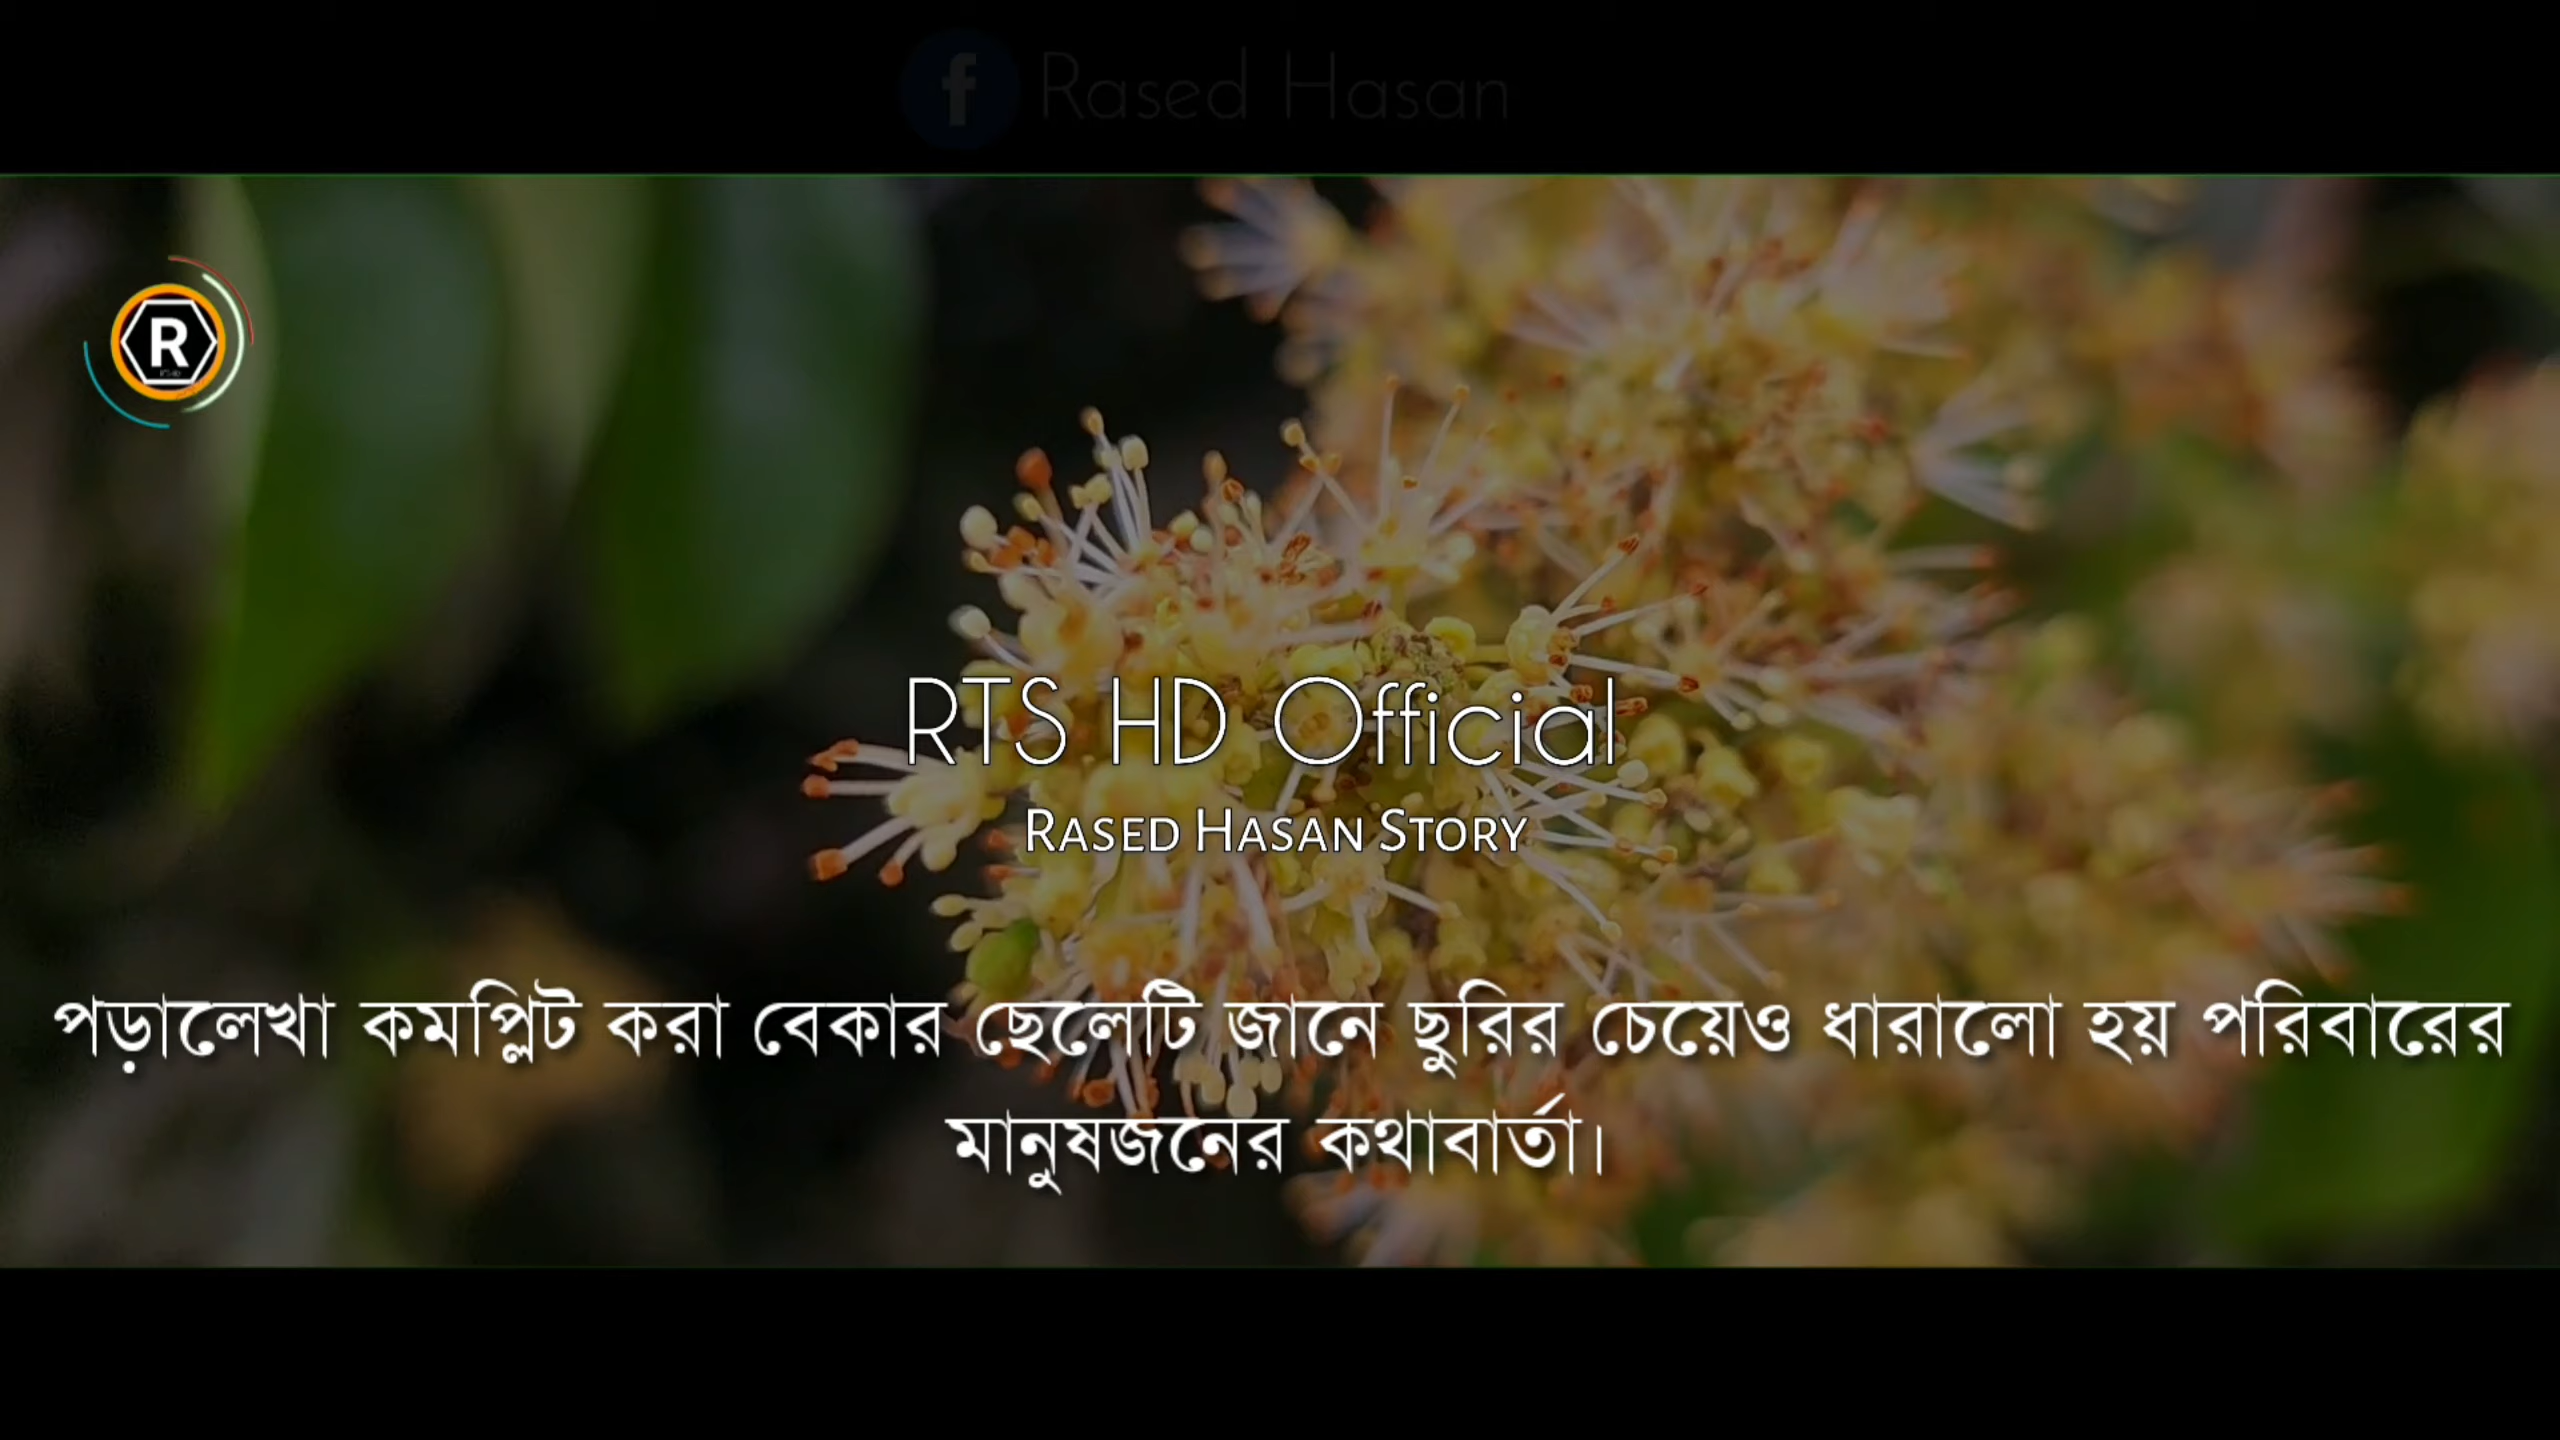 Rased Hasan
R
RTS HD Official
RASED HASAN STORY
পড়ালেখা কমপ্লিট করা বেকার ছেলেটি জানে ছুরির চেয়েও ধারালো হয় পরিবারের
মানুষজনের কথাবার্তা।